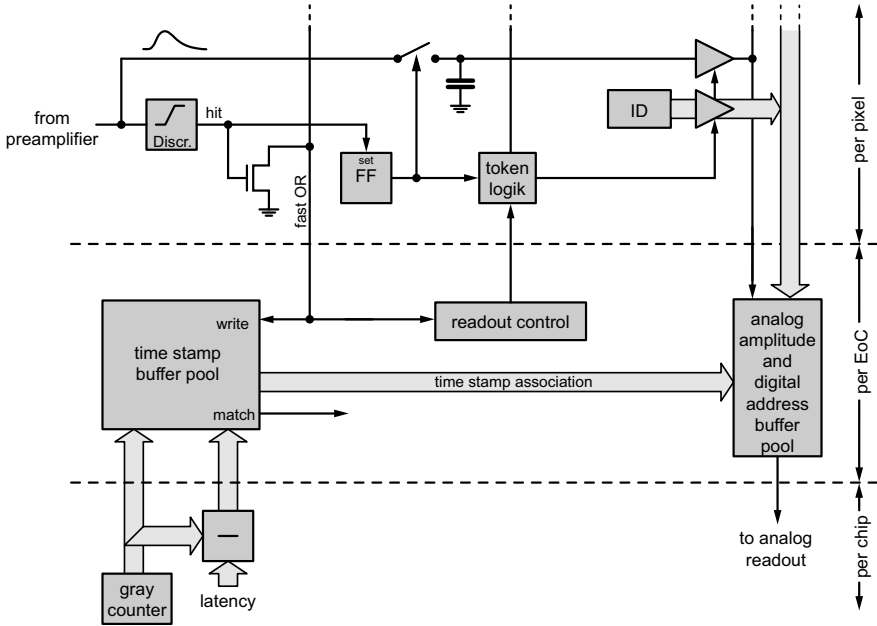 from
preamplifier
Discr.
hit
fast OR
set
FF
token
logik
ID
per pixel
time stamp
buffer pool
write
match
readout control
time stamp association
analog
amplitude
and
digital
address
buffer
pool
per EoC
—
gray
counter
latency
to analog
readout
per chip